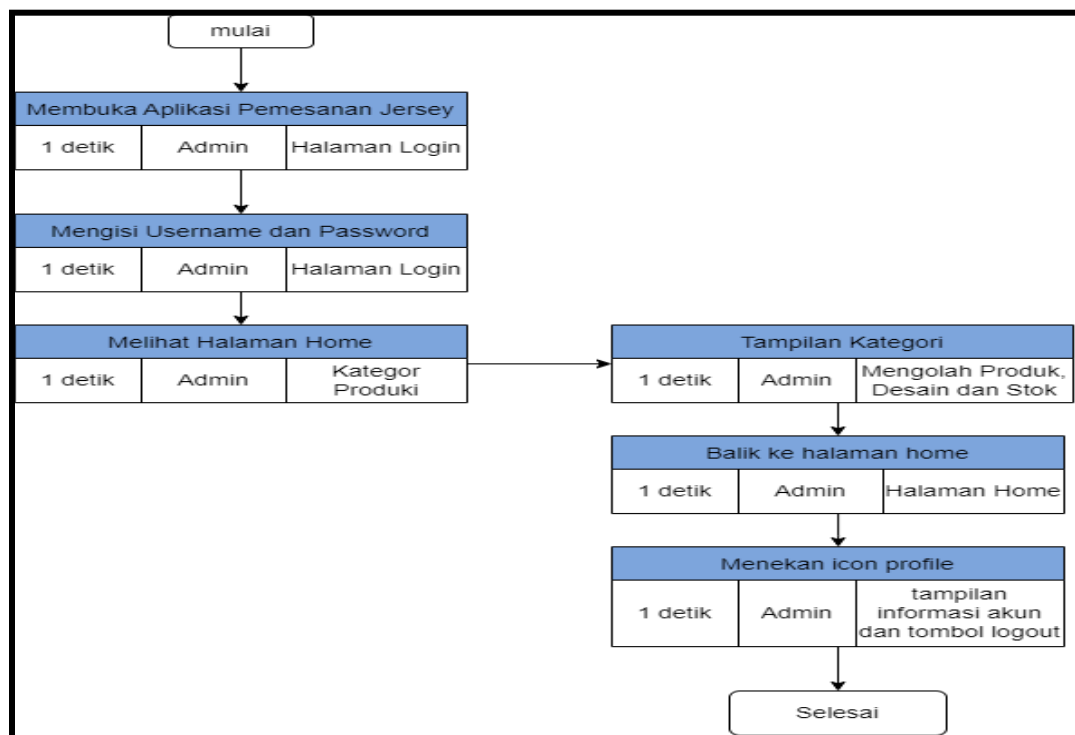 mulai
Membuka Aplikasi Pemesanan Jersey
1 detik Admin Halaman Login
Mengisi Username dan Password
1 detik Admin Halaman Login
Melihat Halaman Home
1 detik Admin Kategor
Produki
Tampilan Kategori
1 detik Admin Mengolah Produk,
Desain dan Stok
Balik ke halaman home
1 detik Admin Halaman Home
Menekan icon profile
1 detik Admin tampilan
informasi akun
dan tombol logout
Selesai